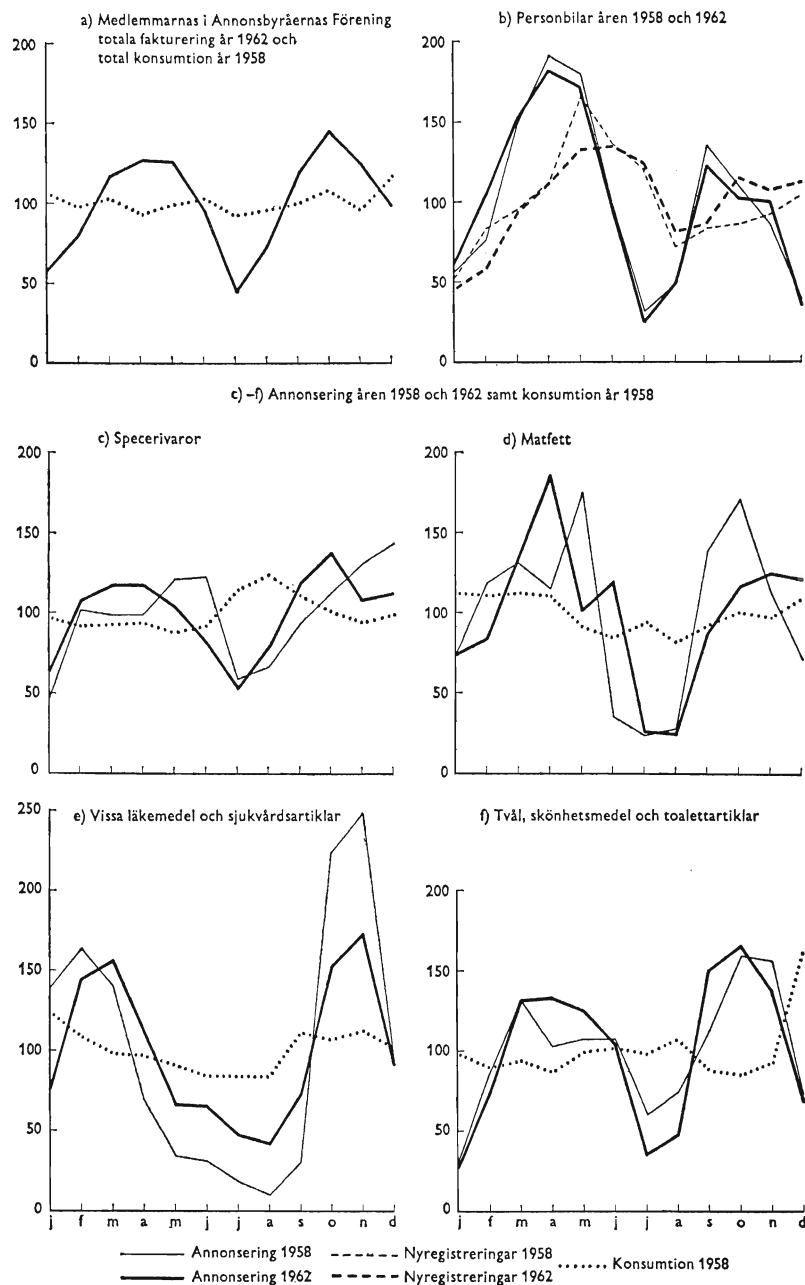 a) Medlemmarnas i Annonsbyråernas Förening
totala fakturering år 1962 och
total konsumtion år 1958
200
150
100
50
0
b) Personbilar åren 1958 och 1962
200
150
100
50
0
c) –f) Annonsering åren 1958 och 1962 samt konsumtion år 1958
c) Specerivaror
200
150
100
50
0
d) Matfett
200
150
100
50
0
e) Vissa läkemedel och sjukvårdsartiklar
250
200
150
100
50
0
j f m a m j j a s o n d
f) Tvål, skönhetsmedel och toalettartiklar
200
150
100
50
0
j f m a m j j a s o n d
Annonsering 1958 Nyregistreringar 1958 Konsumtion 1958
Annonsering 1962 Nyregistreringar 1962